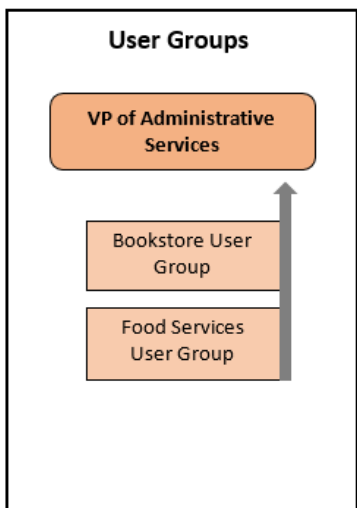 User Groups
VP of Administrative
Services
Bookstore User
Group
Food Services
User Group